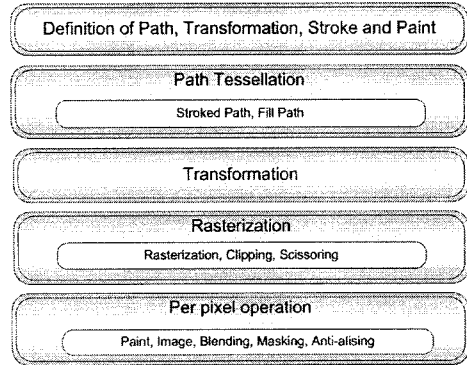 Definition of Path, Transformation, Stroke and Paint
Path Tessellation
Stroked Path, Fill Path
Transformation
Rasterization
Rasterization, Clipping, Scissoring
Per pixel operation
Paint, Image, Blending, Masking, Anti-alising